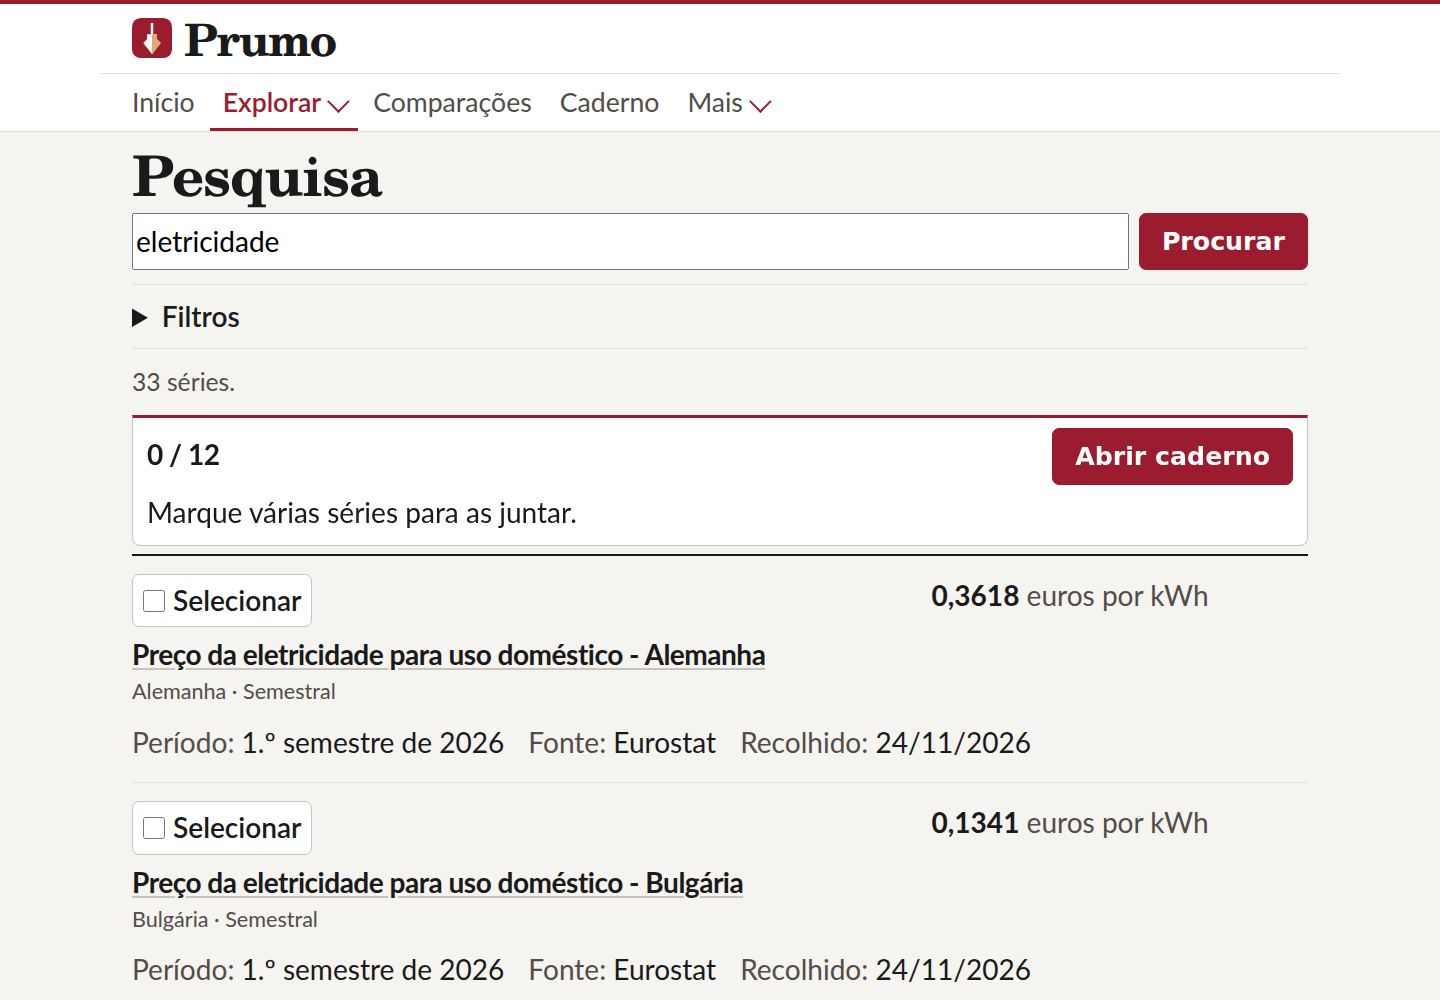 Prumo
Início Explorar Comparações Caderno Mais
Pesquisa
eletricidade Procurar
Filtros
33 séries.
0 / 12 Abrir caderno
Marque várias séries para as juntar.
Selecionar 0,3618 euros por kWh
Preço da eletricidade para uso doméstico - Alemanha
Alemanha · Semestral
Período: 1.º semestre de 2026 Fonte: Eurostat Recolhido: 24/11/2026
Selecionar 0,1341 euros por kWh
Preço da eletricidade para uso doméstico - Bulgária
Bulgária · Semestral
Período: 1.º semestre de 2026 Fonte: Eurostat Recolhido: 24/11/2026